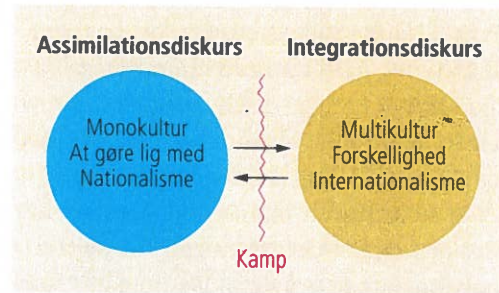 Assimilationsdiskurs
Integrationsdiskurs
Monokultur
At gøre lig med
Nationalisme
Multikultur
Forskellighed
Internationalisme
Kamp